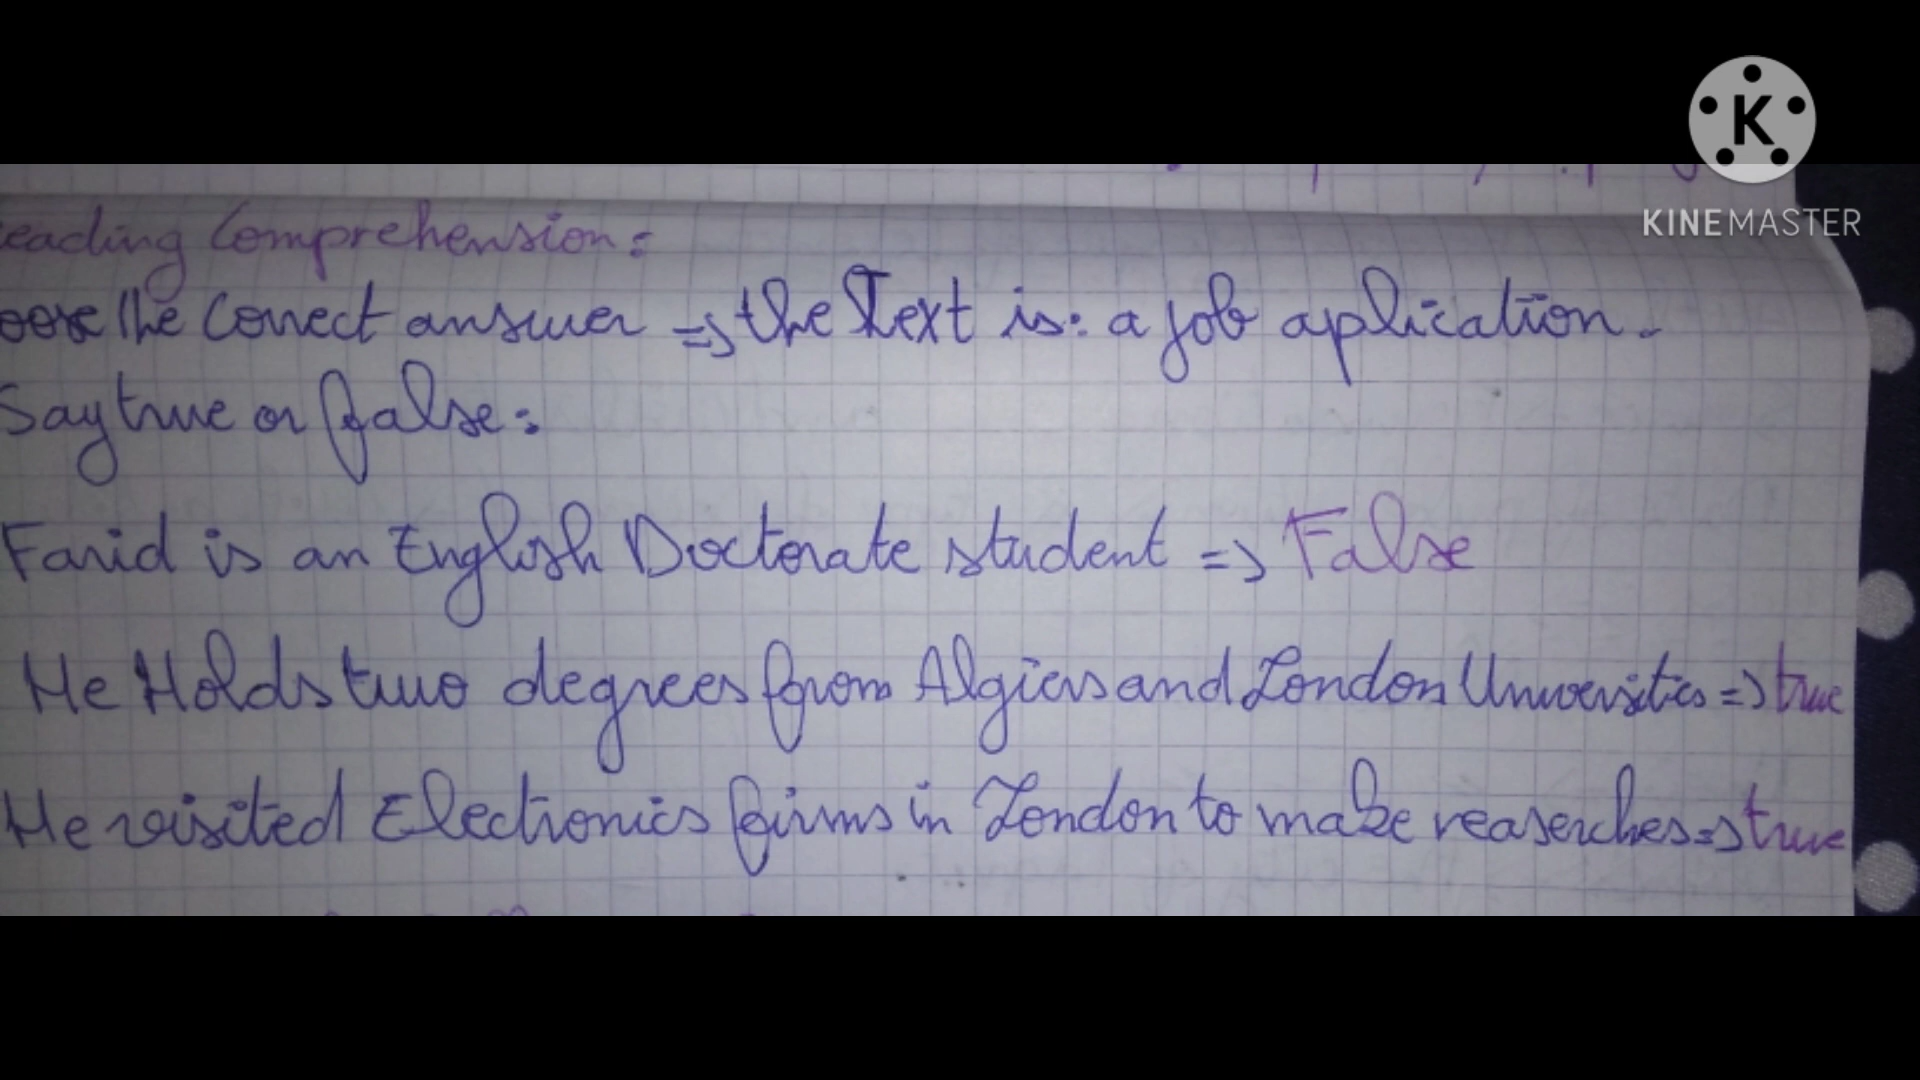 KINEMASTER
eading Comprehension:
oose the Correct answer => the Text is: a job aplication.
Say true or false:
Farid is an English Doctorate student => False
He Holds two degrees from Algiers and London Universities => true
He visited Electronics firms in London to make reaserches => true